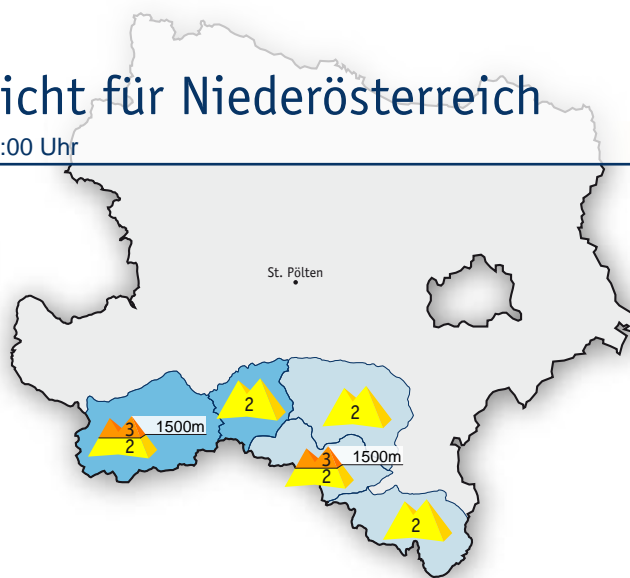 icht für Niederösterreich
:00 Uhr
St. Pölten
2
2
3
1500m
2
3
1500m
2
2